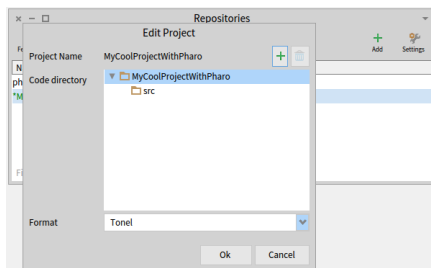 Repositories
Edit Project
Add
Settings
Project Name
MyCoolProjectWithPharo
Code directory
MyCoolProjectWithPharo
src
Format
Tonel
Ok
Cancel